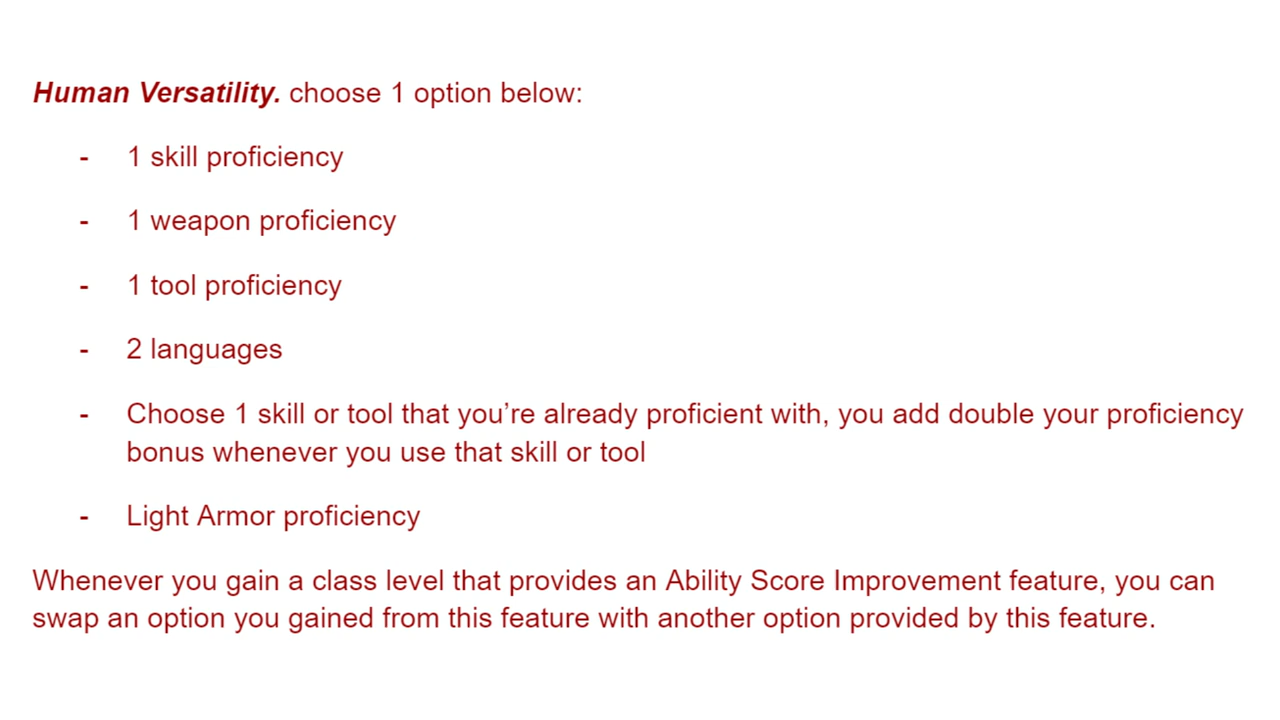 Human Versatility. choose 1 option below:
- 1 skill proficiency
- 1 weapon proficiency
- 1 tool proficiency
- 2 languages
- Choose 1 skill or tool that you’re already proficient with, you add double your proficiency
bonus whenever you use that skill or tool
- Light Armor proficiency
Whenever you gain a class level that provides an Ability Score Improvement feature, you can
swap an option you gained from this feature with another option provided by this feature.